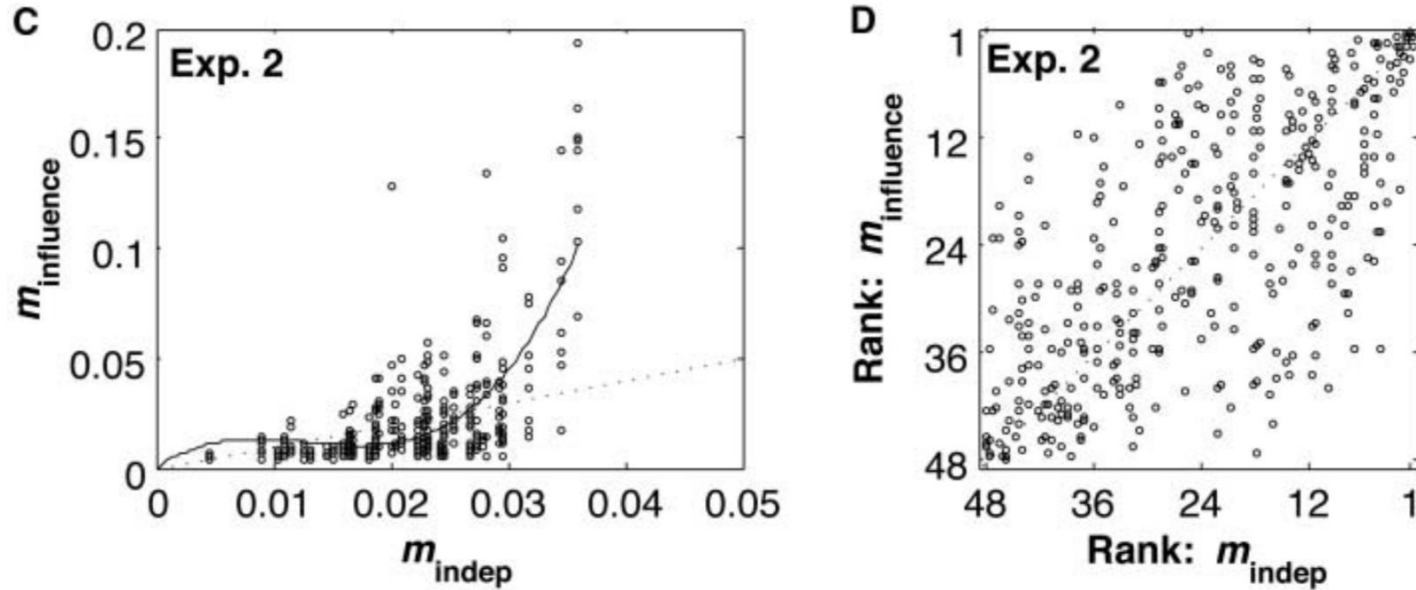 C
Exp. 2
0.2
0.15
0.1
0.05
0
m influence
0 0.01 0.02 0.03 0.04 0.05
m indep
D
Exp. 2
1
12
24
36
48
Rank: m influence
48 36 24 12 1
Rank: m indep